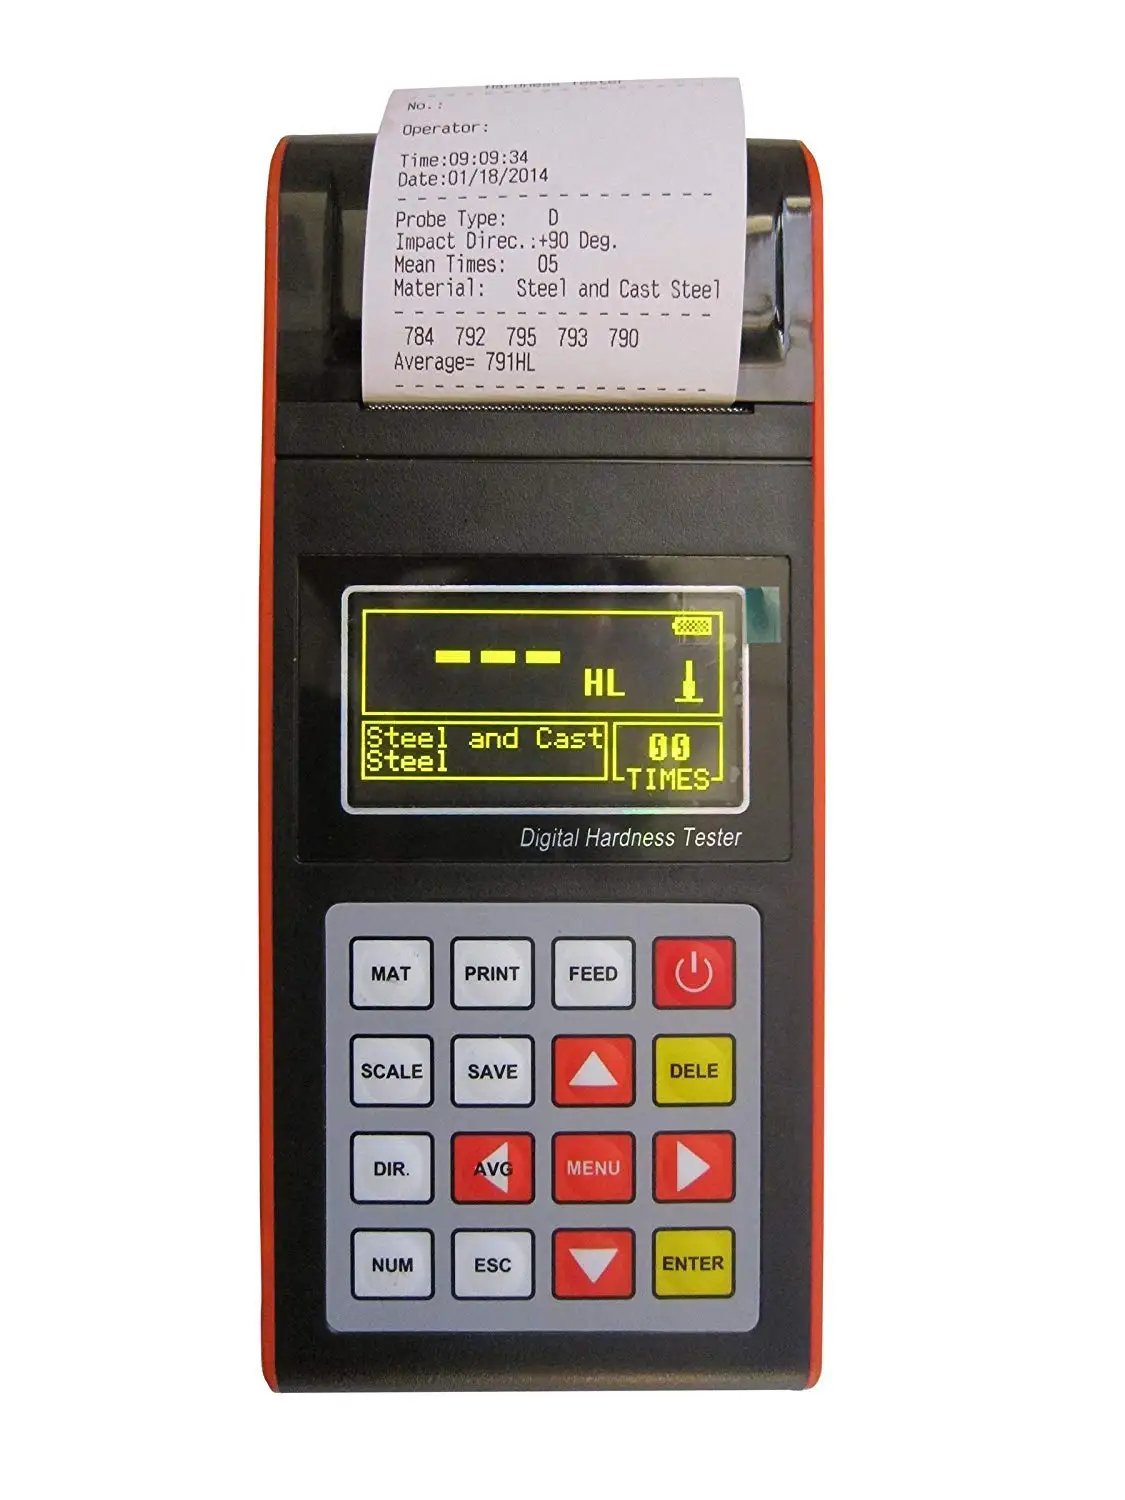 Hardness Tester
No.:
Operator:
Time:09:09:34
Date:01/18/2014
Probe Type: D
Impact Direc.:+90 Deg.
Mean Times: 05
Material: Steel and Cast Steel
784 792 795 793 790
Average= 791HL
--- HL
Steel and Cast
Steel
00
TIMES
Digital Hardness Tester
MAT PRINT FEED
SCALE SAVE DELE
DIR. AVG MENU
NUM ESC ENTER